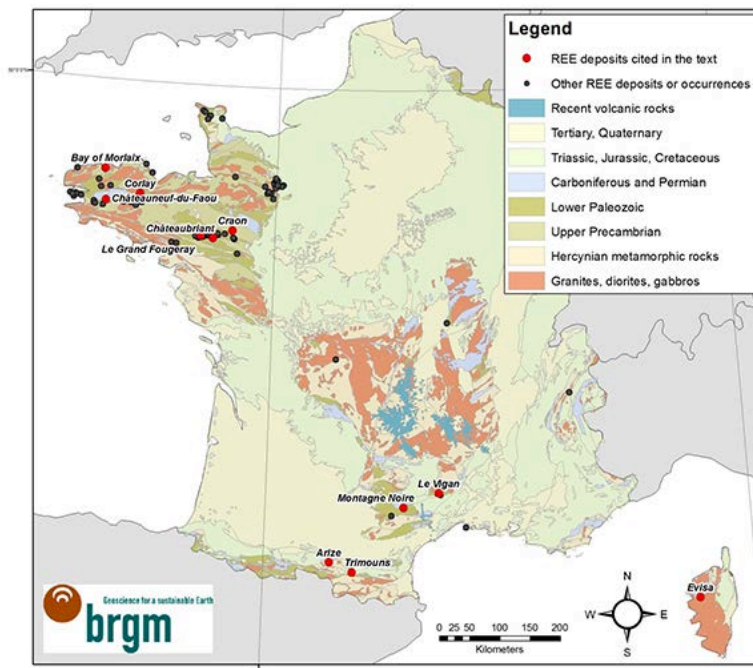 Legend
REE deposits cited in the text
Other REE deposits or occurrences
Recent volcanic rocks
Tertiary, Quaternary
Triassic, Jurassic, Cretaceous
Carboniferous and Permian
Lower Paleozoic
Upper Precambrian
Hercynian metamorphic rocks
Granites, diorites, gabbros
Bay of Morlaix
Corlay
Châteauneuf-du-Faou
Craon
Châteaubriant
Le Grand Fougeray
Le Vigan
Montagne Noire
Arize
Trimouns
Evisa
Geoscience for a sustainable Earth
brgm
N
W E
S
0 25 50 100 150 200
Kilometers